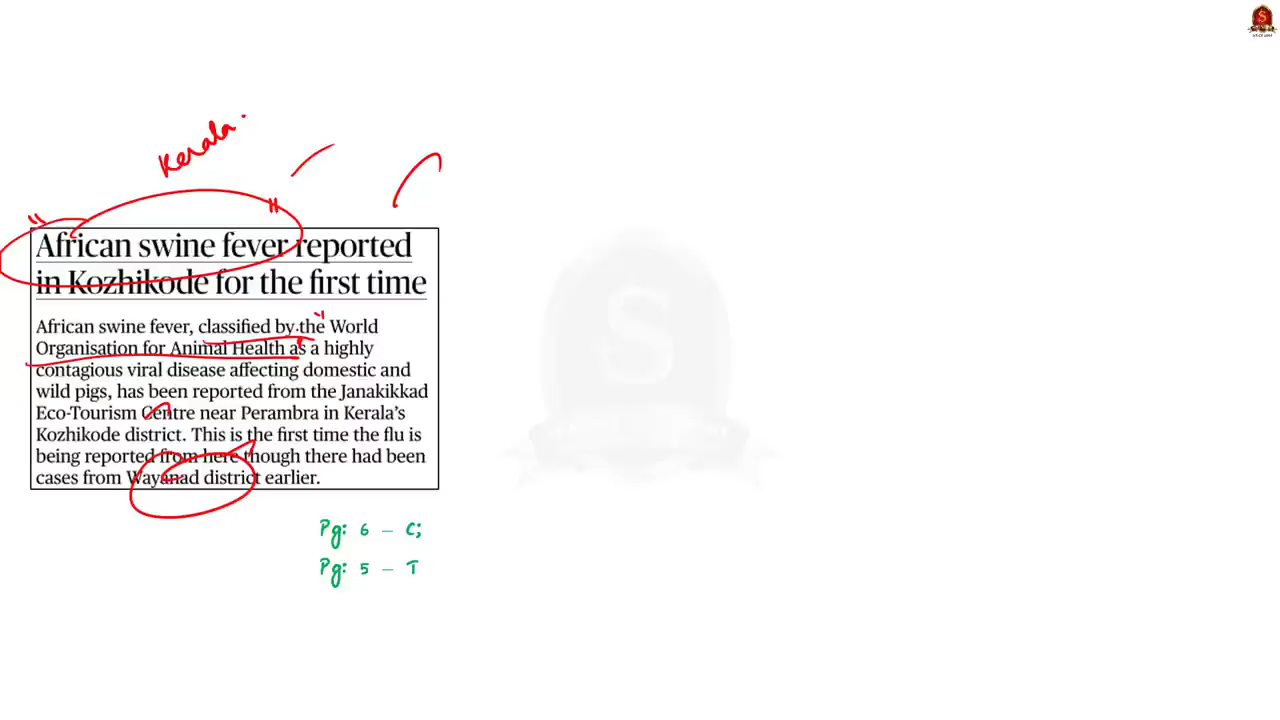 Kerala.
African swine fever reported
in Kozhikode for the first time
African swine fever, classified by the World
Organisation for Animal Health as a highly
contagious viral disease affecting domestic and
wild pigs, has been reported from the Janakikkad
Eco-Tourism Centre near Perambra in Kerala's
Kozhikode district. This is the first time the flu is
being reported from here though there had been
cases from Wayanad district earlier.
Pg: 6 – C;
Pg: 5 – T
S